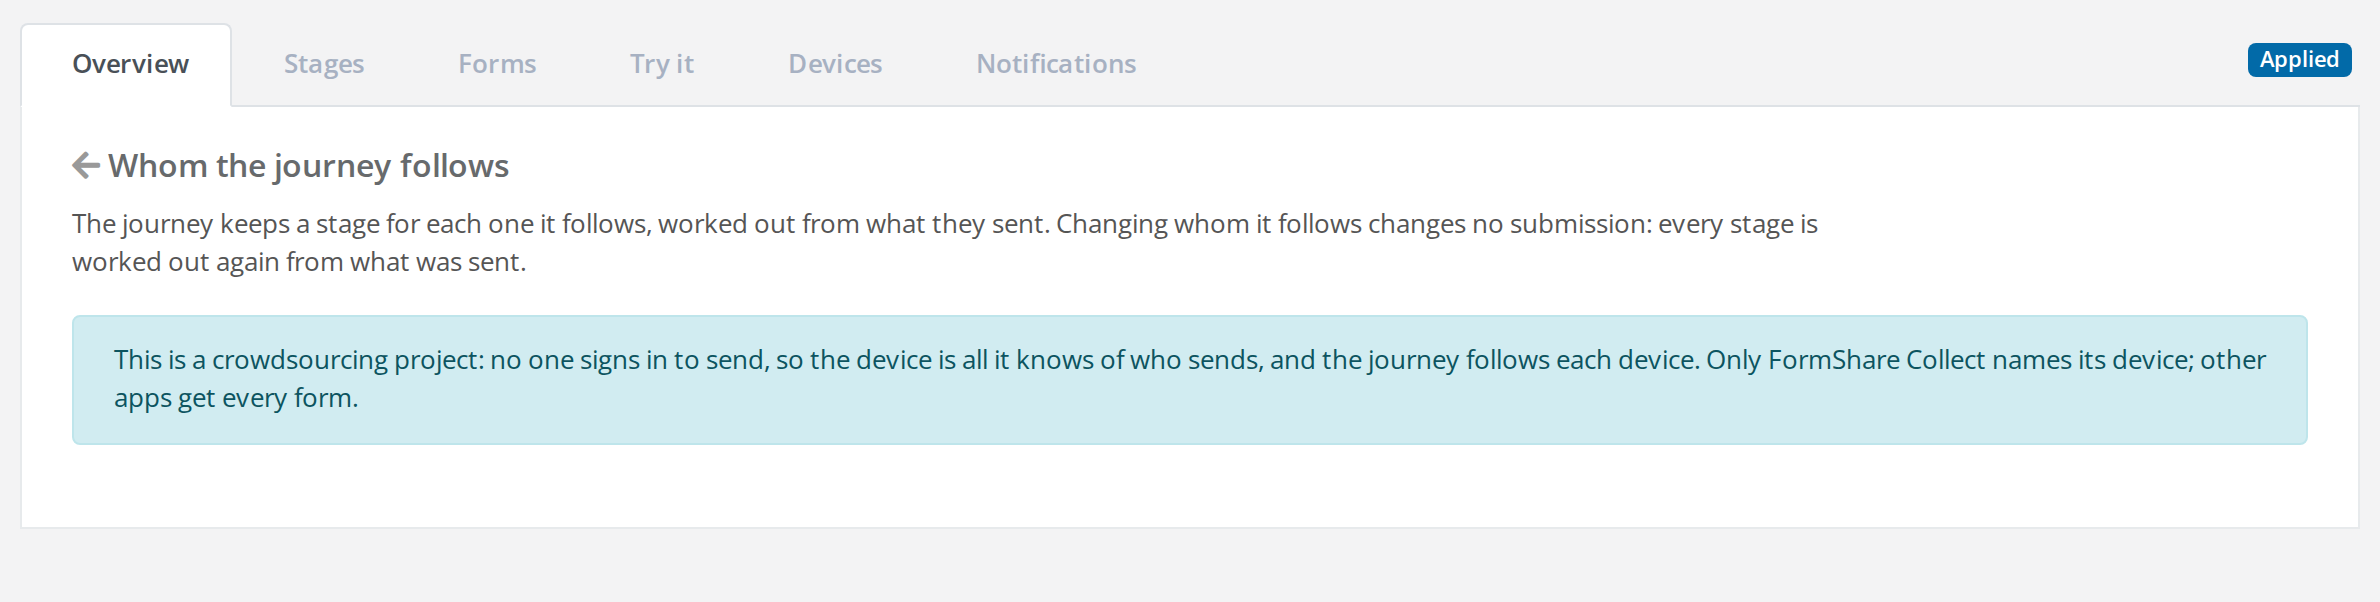 Overview
Stages
Forms
Try it
Devices
Notifications
Applied
Whom the journey follows
The journey keeps a stage for each one it follows, worked out from what they sent. Changing whom it follows changes no submission: every stage is
worked out again from what was sent.
This is a crowdsourcing project: no one signs in to send, so the device is all it knows of who sends, and the journey follows each device. Only FormShare Collect names its device; other
apps get every form.